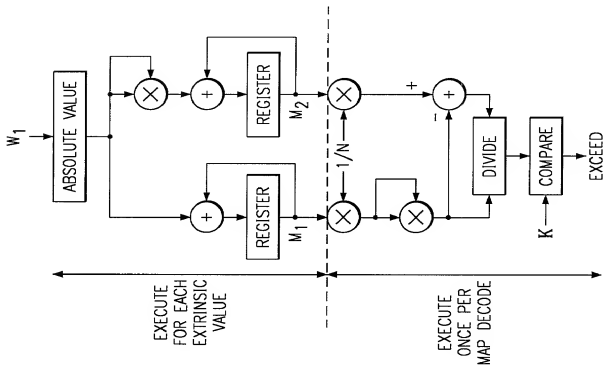 W1
ABSOLUTE VALUE
×
+
REGISTER
M2
+
REGISTER
M1
EXECUTE
FOR EACH
EXTRINSIC
VALUE
×
1/N
×
+
−
+
×
DIVIDE
K
COMPARE
EXCEED
EXECUTE
ONCE PER
MAP DECODE